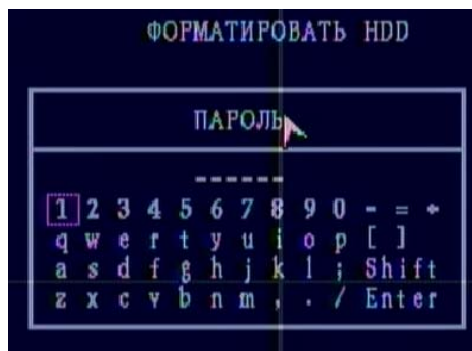 ФОРМАТИРОВАТЬ HDD
ПАРОЛЬ
------
1 2 3 4 5 6 7 8 9 0 - = ←
q w e r t y u i o p [ ]
a s d f g h j k l ; Shift
z x c v b n m , . / Enter